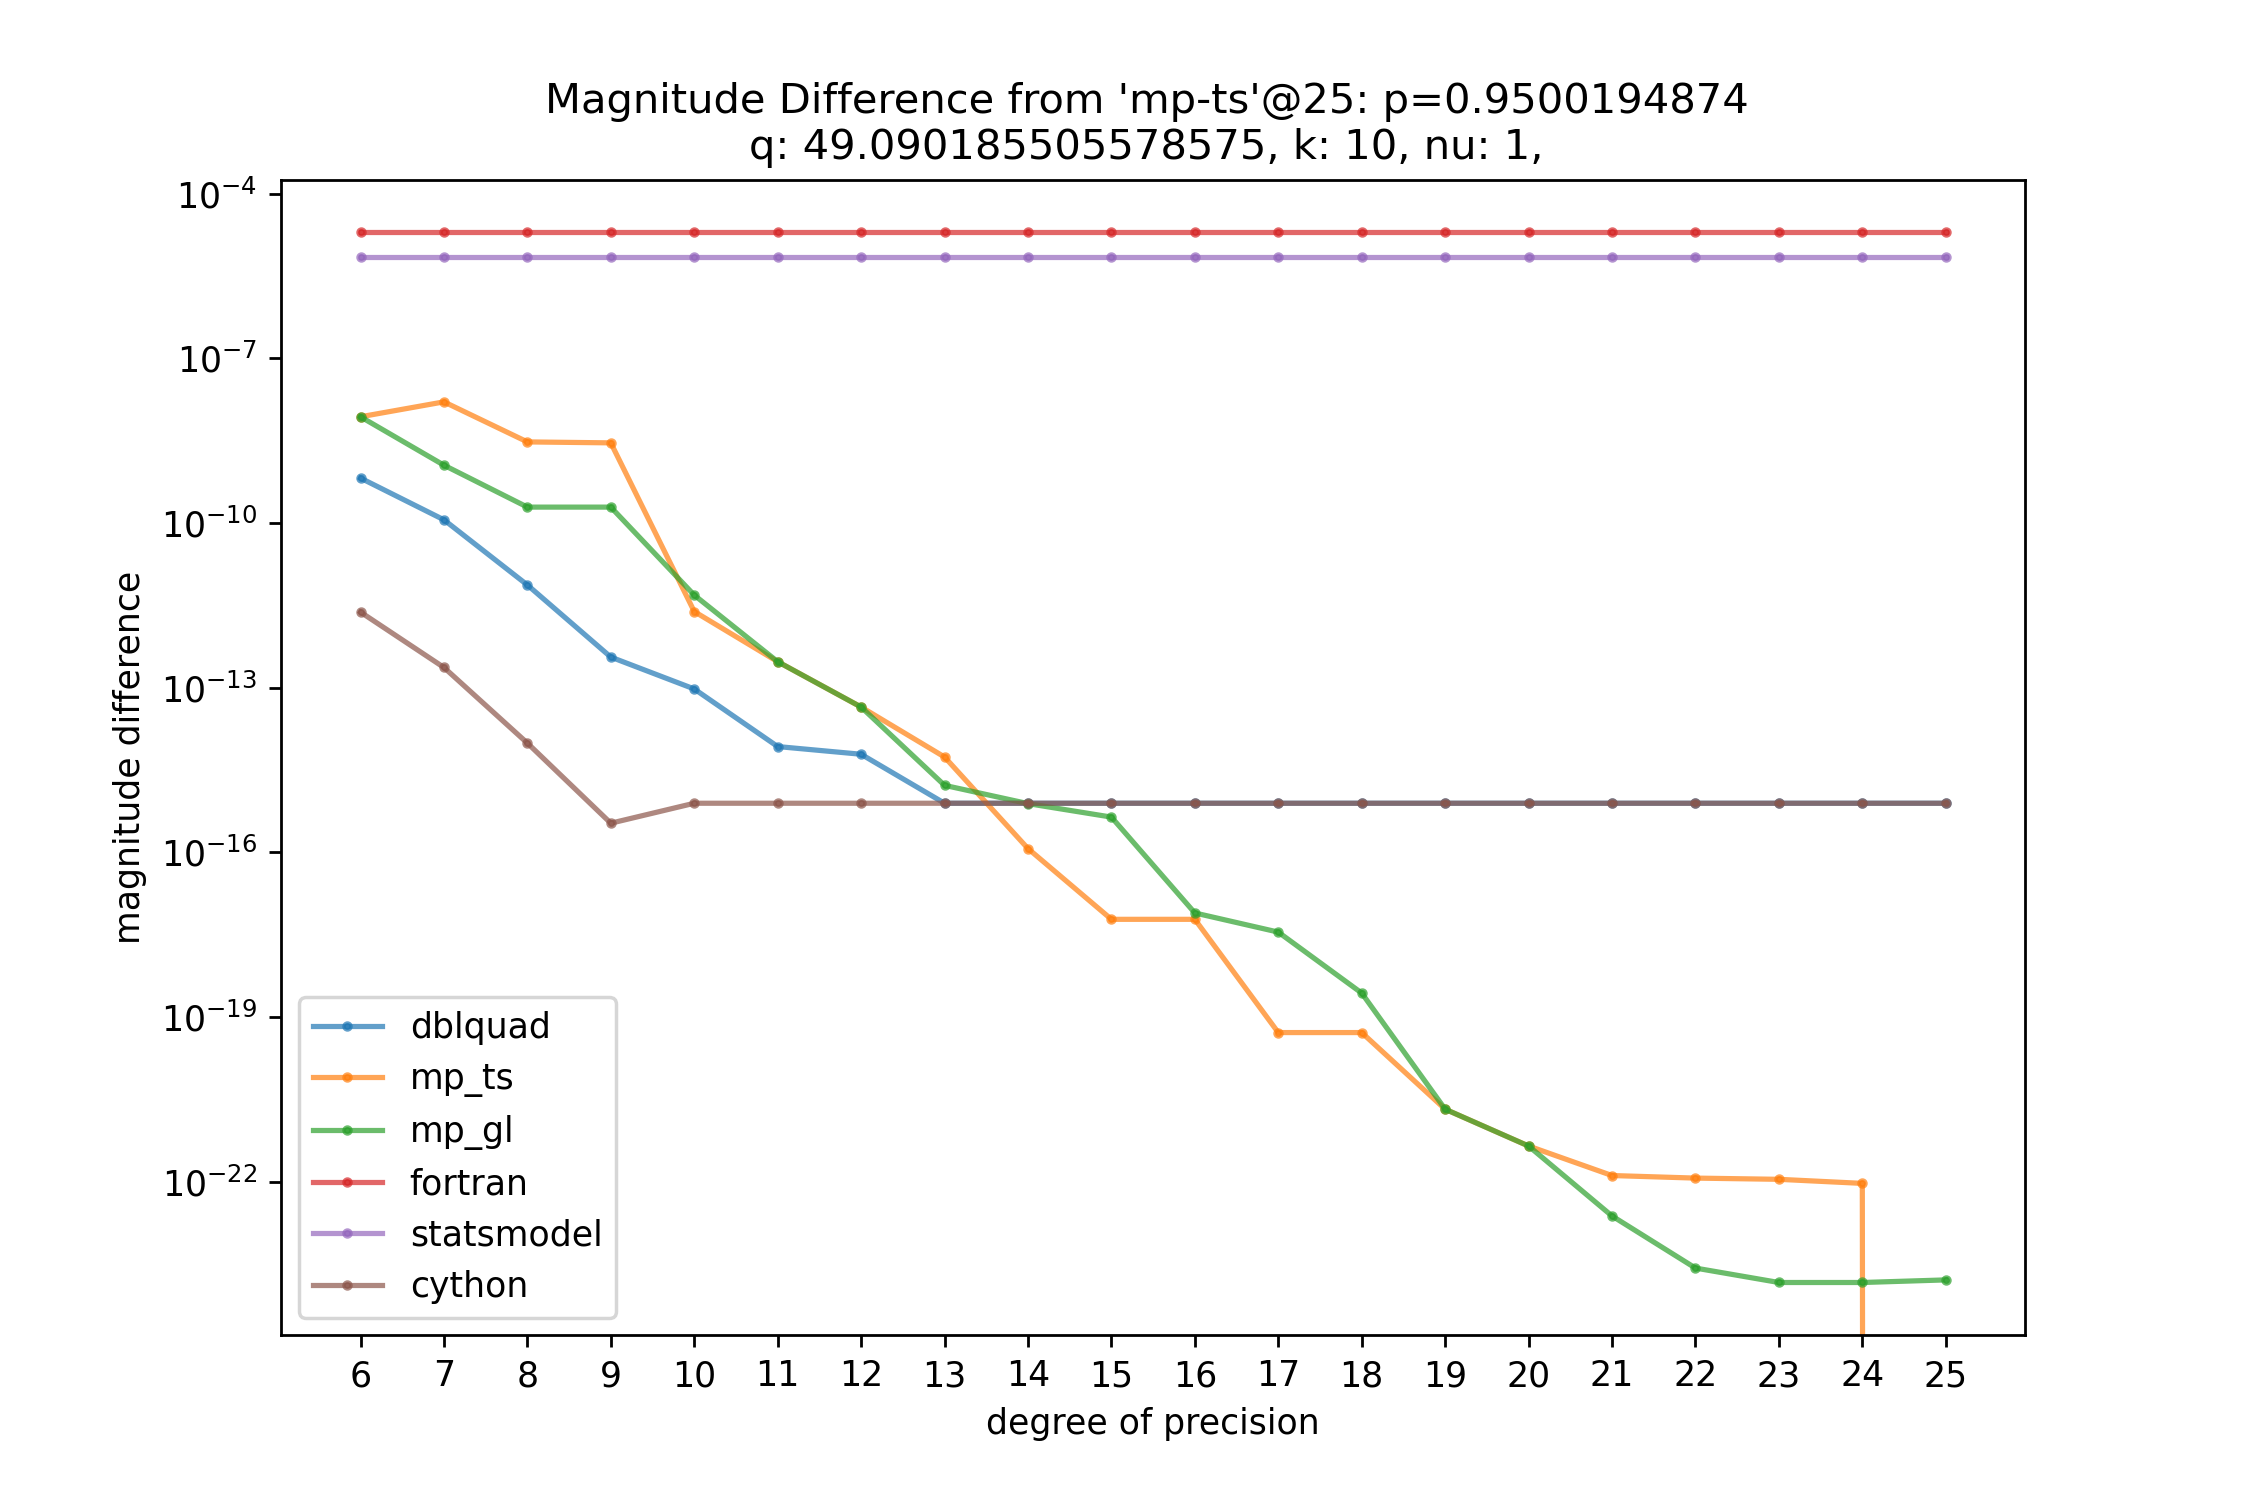 Magnitude Difference from 'mp-ts'@25: p=0.9500194874
q: 49.090185505578575, k: 10, nu: 1,
magnitude difference
10⁻⁴
10⁻⁷
10⁻¹⁰
10⁻¹³
10⁻¹⁶
10⁻¹⁹
10⁻²²
dblquad
mp_ts
mp_gl
fortran
statsmodel
cython
6 7 8 9 10 11 12 13 14 15 16 17 18 19 20 21 22 23 24 25
degree of precision